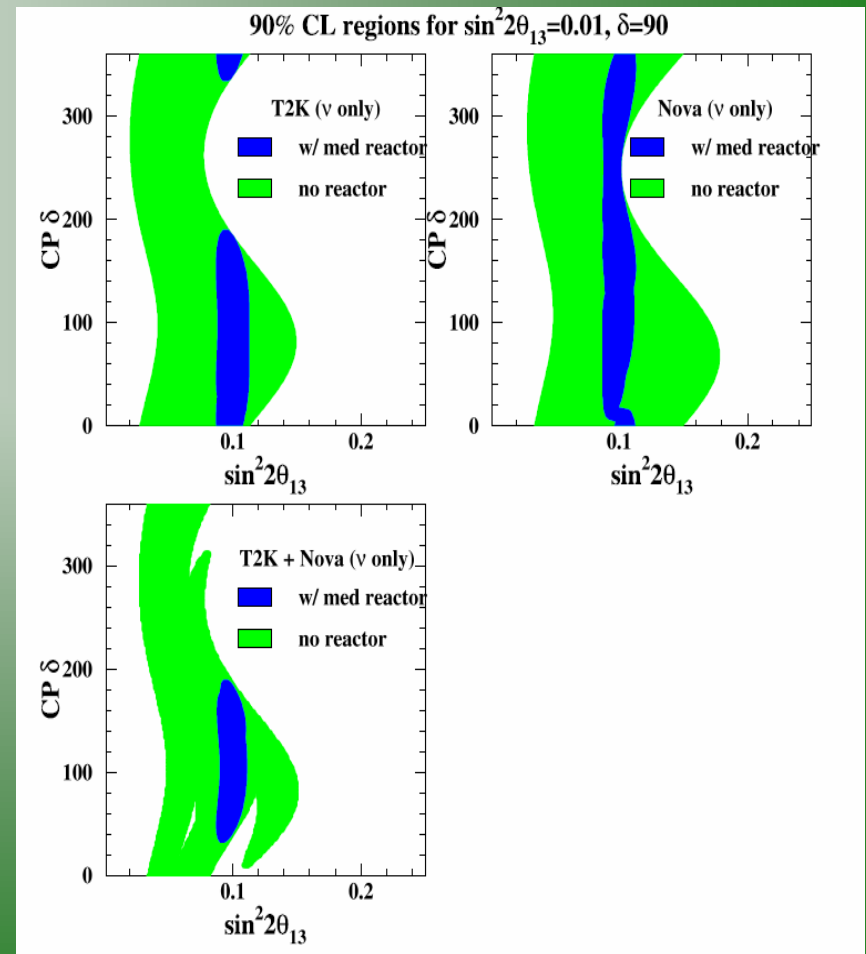 90% CL regions for sin²2θ₁₃=0.01, δ=90
T2K (ν only)
w/ med reactor
no reactor
CP δ
300
200
100
0
0.1 0.2
sin²2θ₁₃
Nova (ν only)
w/ med reactor
no reactor
CP δ
300
200
100
0
0.1 0.2
sin²2θ₁₃
T2K + Nova (ν only)
w/ med reactor
no reactor
CP δ
300
200
100
0
0.1 0.2
sin²2θ₁₃